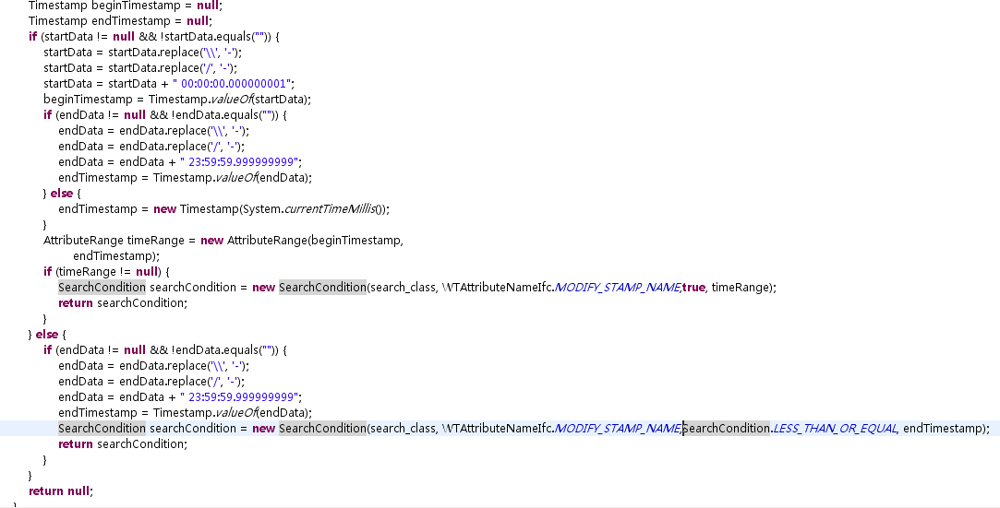 Timestamp beginTimestamp = null;
Timestamp endTimestamp = null;
if (startData != null && !startData.equals("")) {
startData = startData.replace('\\', '-');
startData = startData.replace('/', '-');
startData = startData + " 00:00:00.000000001";
beginTimestamp = Timestamp.valueOf(startData);
if (endData != null && !endData.equals("")) {
endData = endData.replace('\\', '-');
endData = endData.replace('/', '-');
endData = endData + " 23:59:59.999999999";
endTimestamp = Timestamp.valueOf(endData);
} else {
endTimestamp = new Timestamp(System.currentTimeMillis());
}
AttributeRange timeRange = new AttributeRange(beginTimestamp,
endTimestamp);
if (timeRange != null) {
SearchCondition searchCondition = new SearchCondition(search_class, WTAttributeNameIfc.MODIFY_STAMP_NAME,true, timeRange);
return searchCondition;
}
} else {
if (endData != null && !endData.equals("")) {
endData = endData.replace('\\', '-');
endData = endData.replace('/', '-');
endData = endData + " 23:59:59.999999999";
endTimestamp = Timestamp.valueOf(endData);
SearchCondition searchCondition = new SearchCondition(search_class, WTAttributeNameIfc.MODIFY_STAMP_NAME,SearchCondition.LESS_THAN_OR_EQUAL, endTimestamp);
return searchCondition;
}
}
return null;
}